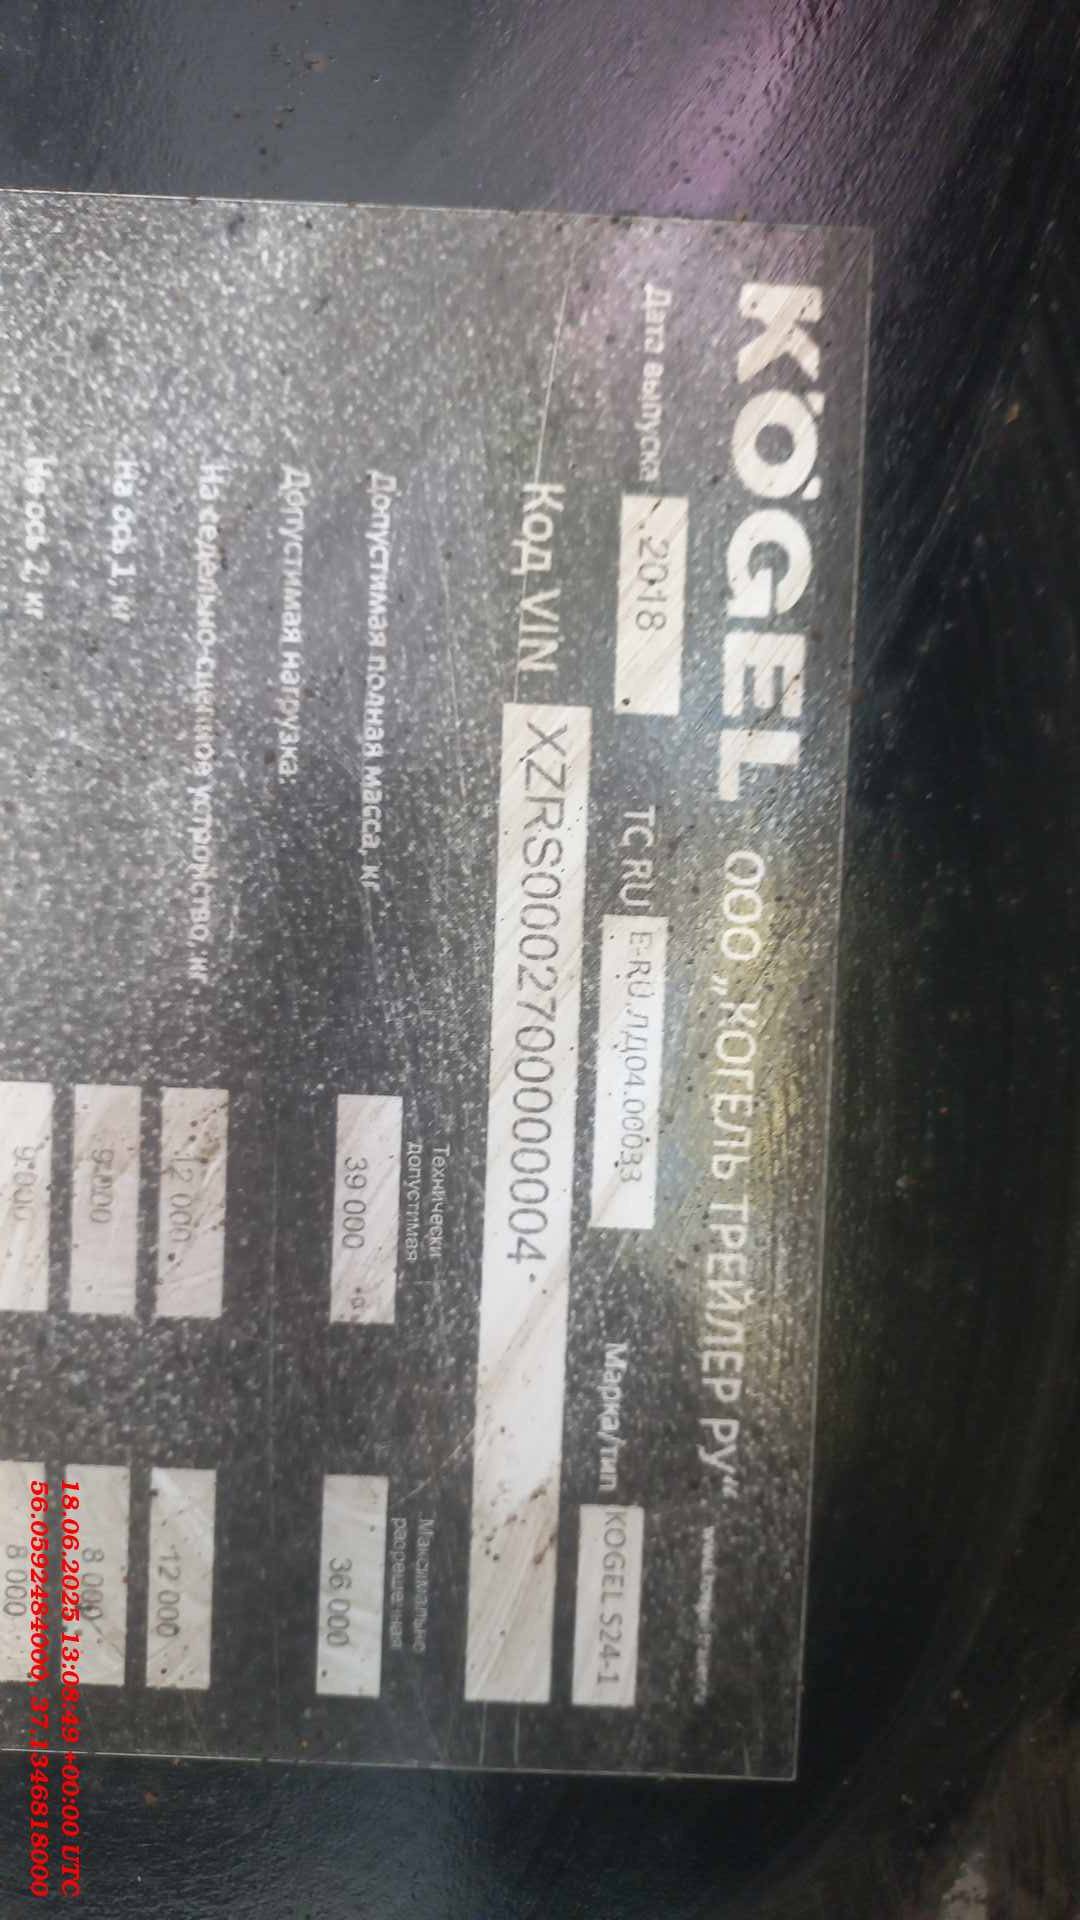 KÖGEL ООО „КОГЕЛЬ ТРЕЙЛЕР РУ“
Дата выпуска 2018 ТС RU E-RU.ЛД04.00033 Марка/тип KOGEL S24-1
Код VIN XZRS0002700000004
Технически допустимая
Максимально разрешенная
Допустимая полная масса, кг 39 000 36 000
Допустимая нагрузка:
На седельно-сцепное устройство, кг 12 000 12 000
На ось 1, кг 9 000 8 000
На ось 2, кг 9 000 8 000
18.06.2025 13:08:49 +00:00 UTC
56.0592484000, 37.1346818000